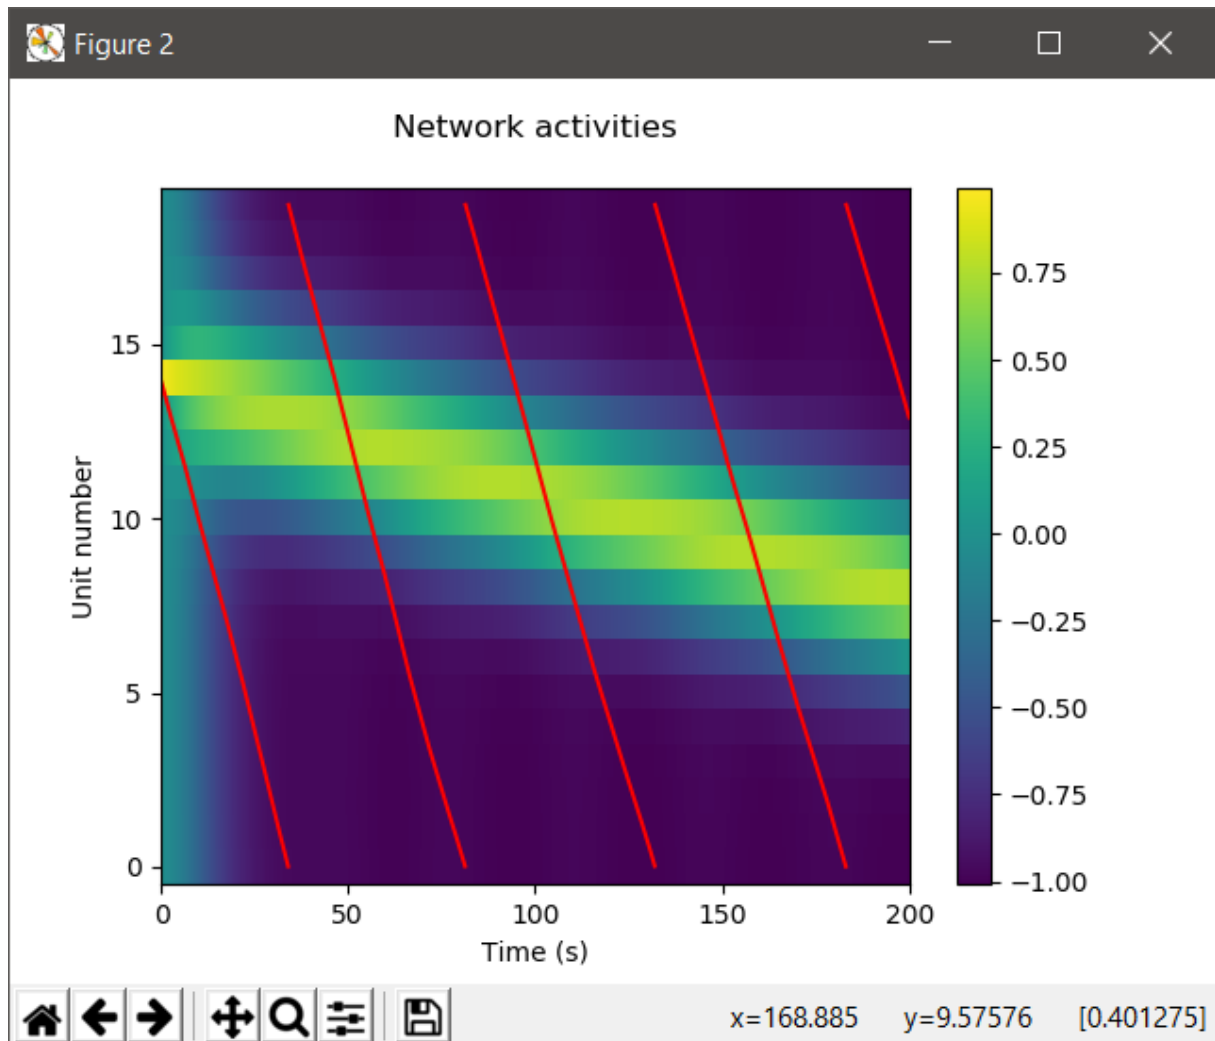 Figure 2
Network activities
15
10
5
0
Unit number
0 50 100 150 200
Time (s)
0.75
0.50
0.25
0.00
−0.25
−0.50
−0.75
−1.00
x=168.885 y=9.57576 [0.401275]